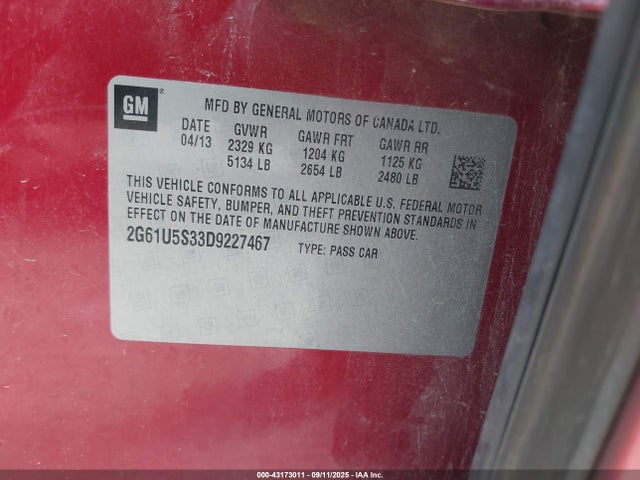 GM
MFD BY GENERAL MOTORS OF CANADA LTD.
DATE GVWR GAWR FRT GAWR RR
04/13 2329 KG 1204 KG 1125 KG
5134 LB 2654 LB 2480 LB
THIS VEHICLE CONFORMS TO ALL APPLICABLE U.S. FEDERAL MOTOR
VEHICLE SAFETY, BUMPER, AND THEFT PREVENTION STANDARDS IN
EFFECT ON THE DATE OF MANUFACTURE SHOWN ABOVE.
2G61U5S33D9227467 TYPE: PASS CAR
000-43173011 - 09/11/2025 - IAA Inc.